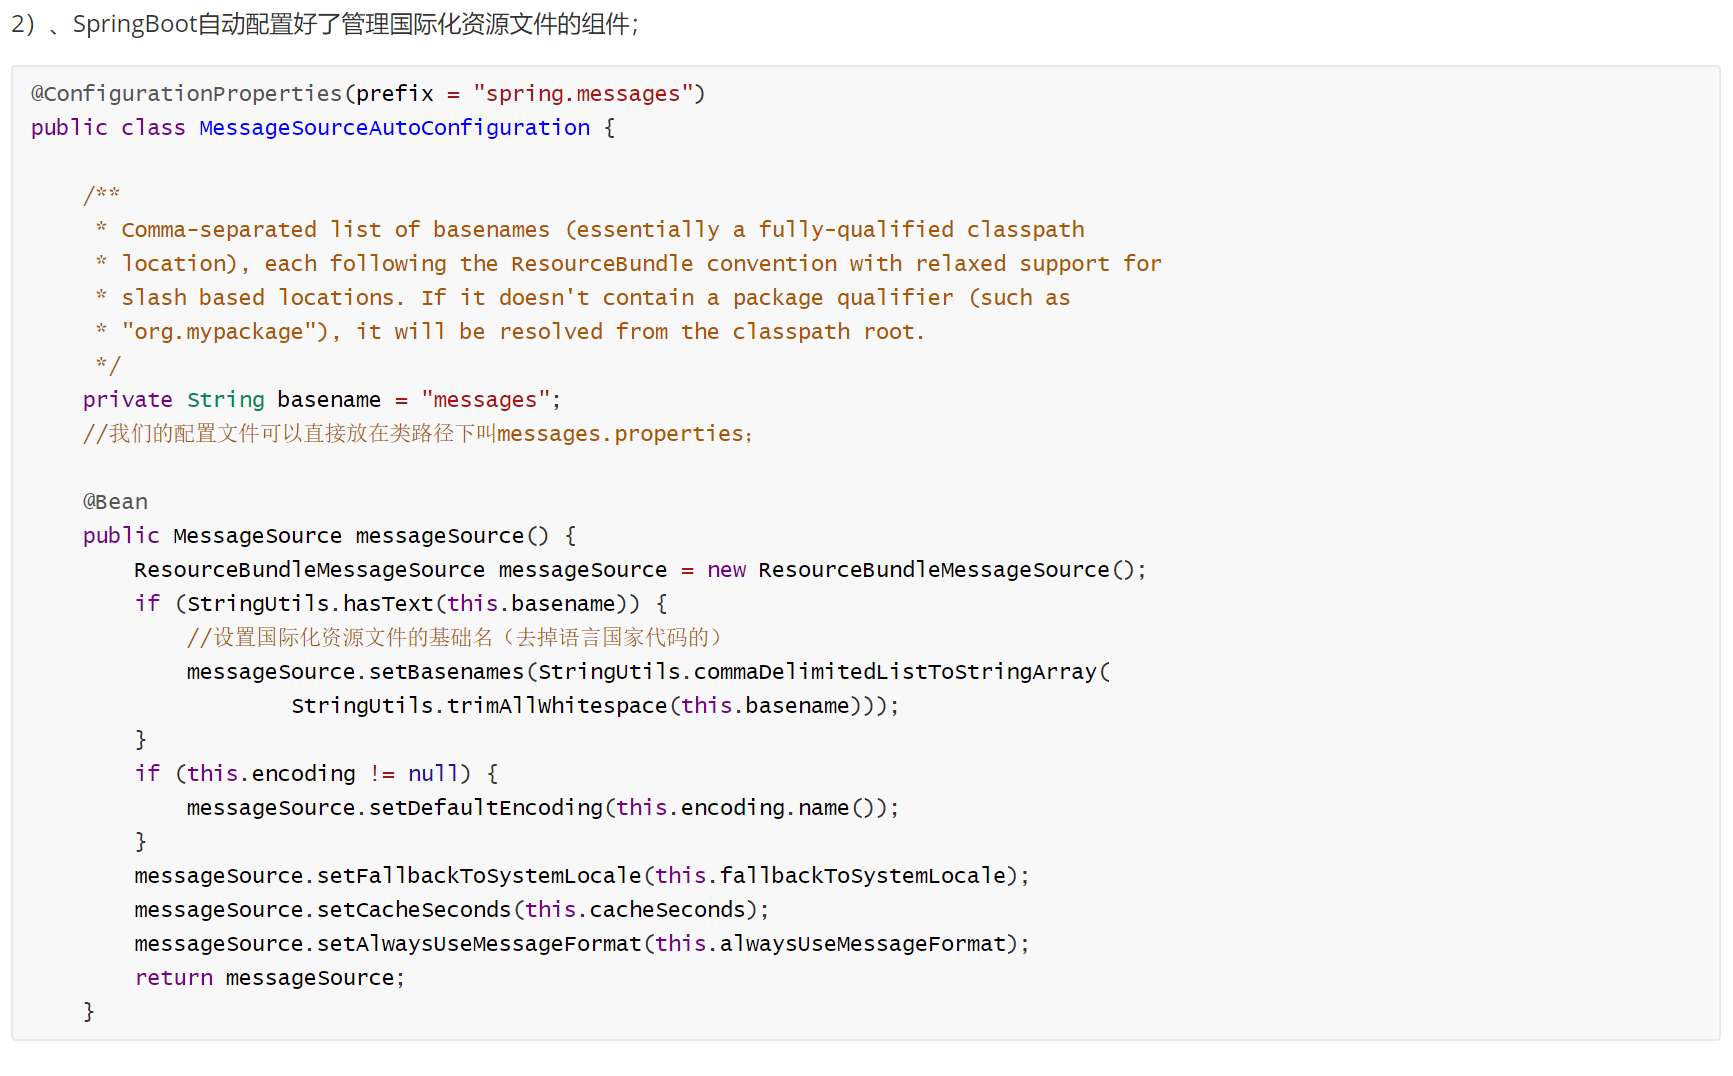 2）、SpringBoot自动配置好了管理国际化资源文件的组件；
@ConfigurationProperties(prefix = "spring.messages")
public class MessageSourceAutoConfiguration {
    /**
     * Comma-separated list of basenames (essentially a fully-qualified classpath
     * location), each following the ResourceBundle convention with relaxed support for
     * slash based locations. If it doesn't contain a package qualifier (such as
     * "org.mypackage"), it will be resolved from the classpath root.
     */
    private String basename = "messages";
    //我们的配置文件可以直接放在类路径下叫messages.properties；
    @Bean
    public MessageSource messageSource() {
        ResourceBundleMessageSource messageSource = new ResourceBundleMessageSource();
        if (StringUtils.hasText(this.basename)) {
            //设置国际化资源文件的基础名（去掉语言国家代码的）
            messageSource.setBasenames(StringUtils.commaDelimitedListToStringArray(
                    StringUtils.trimAllWhitespace(this.basename)));
        }
        if (this.encoding != null) {
            messageSource.setDefaultEncoding(this.encoding.name());
        }
        messageSource.setFallbackToSystemLocale(this.fallbackToSystemLocale);
        messageSource.setCacheSeconds(this.cacheSeconds);
        messageSource.setAlwaysUseMessageFormat(this.alwaysUseMessageFormat);
        return messageSource;
    }